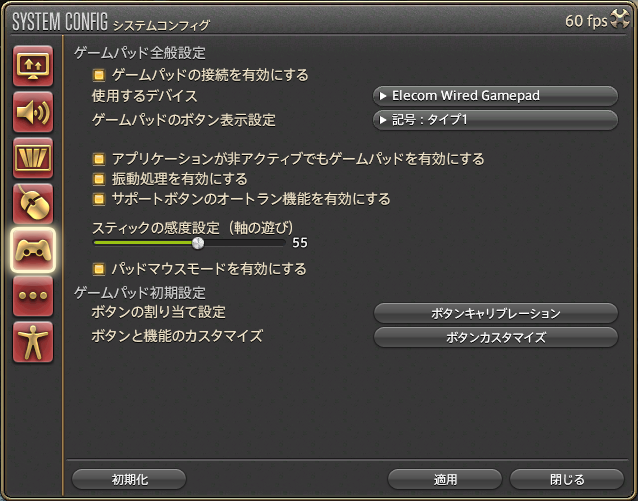 SYSTEM CONFIG システムコンフィグ 60 fps
ゲームパッド全般設定
ゲームパッドの接続を有効にする
使用するデバイス Elecom Wired Gamepad
ゲームパッドのボタン表示設定 記号:タイプ1
アプリケーションが非アクティブでもゲームパッドを有効にする
振動処理を有効にする
サポートボタンのオートラン機能を有効にする
スティックの感度設定(軸の遊び)
55
パッドマウスモードを有効にする
ゲームパッド初期設定
ボタンの割り当て設定 ボタンキャリブレーション
ボタンと機能のカスタマイズ ボタンカスタマイズ
初期化 適用 閉じる